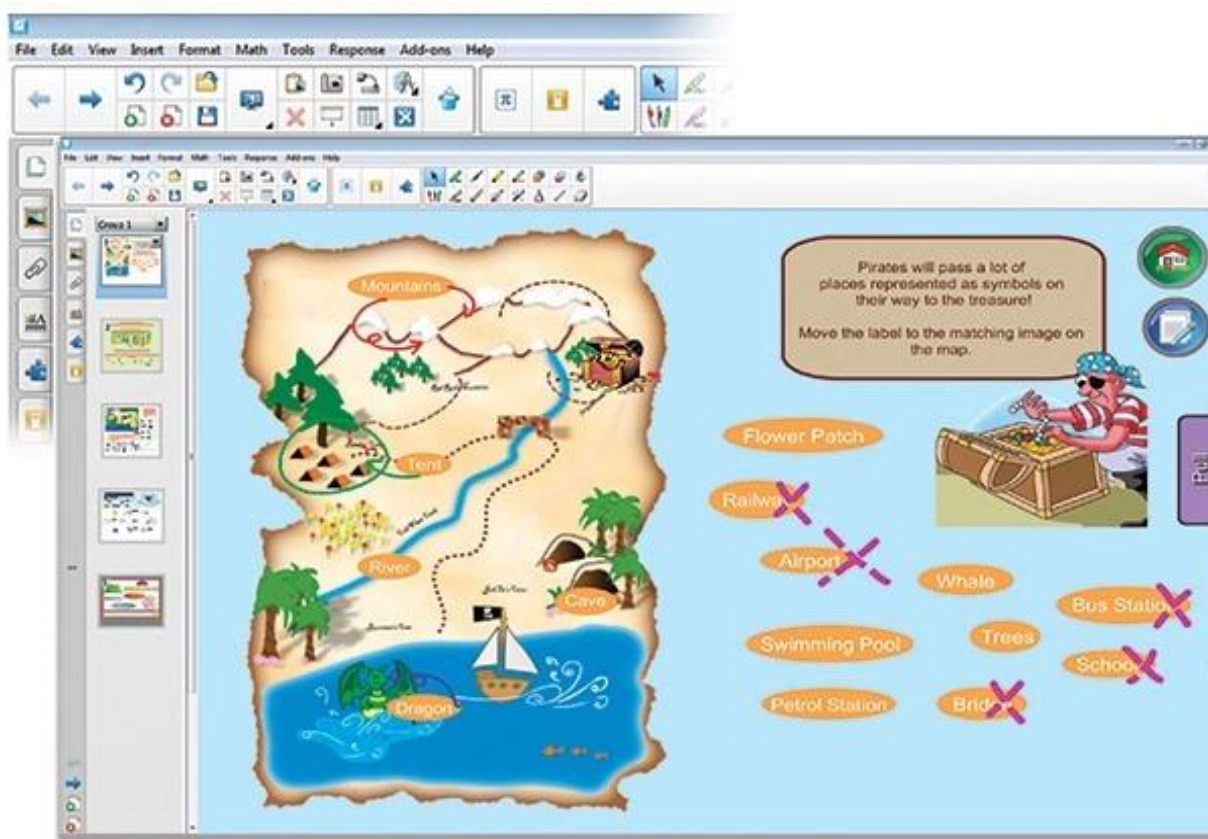 File Edit View Insert Format Math Tools Response Add-ons Help
File Edit View Insert Format Math Tools Response Add-ons Help
Group 1
Mountains
Tent
River
Cave
Dragon
Pirates will pass a lot of
places represented as symbols on
their way to the treasure!
Move the label to the matching image on
the map.
Flower Patch
Railway
Airport
Whale
Bus Station
Swimming Pool
Trees
School
Petrol Station
Bridge